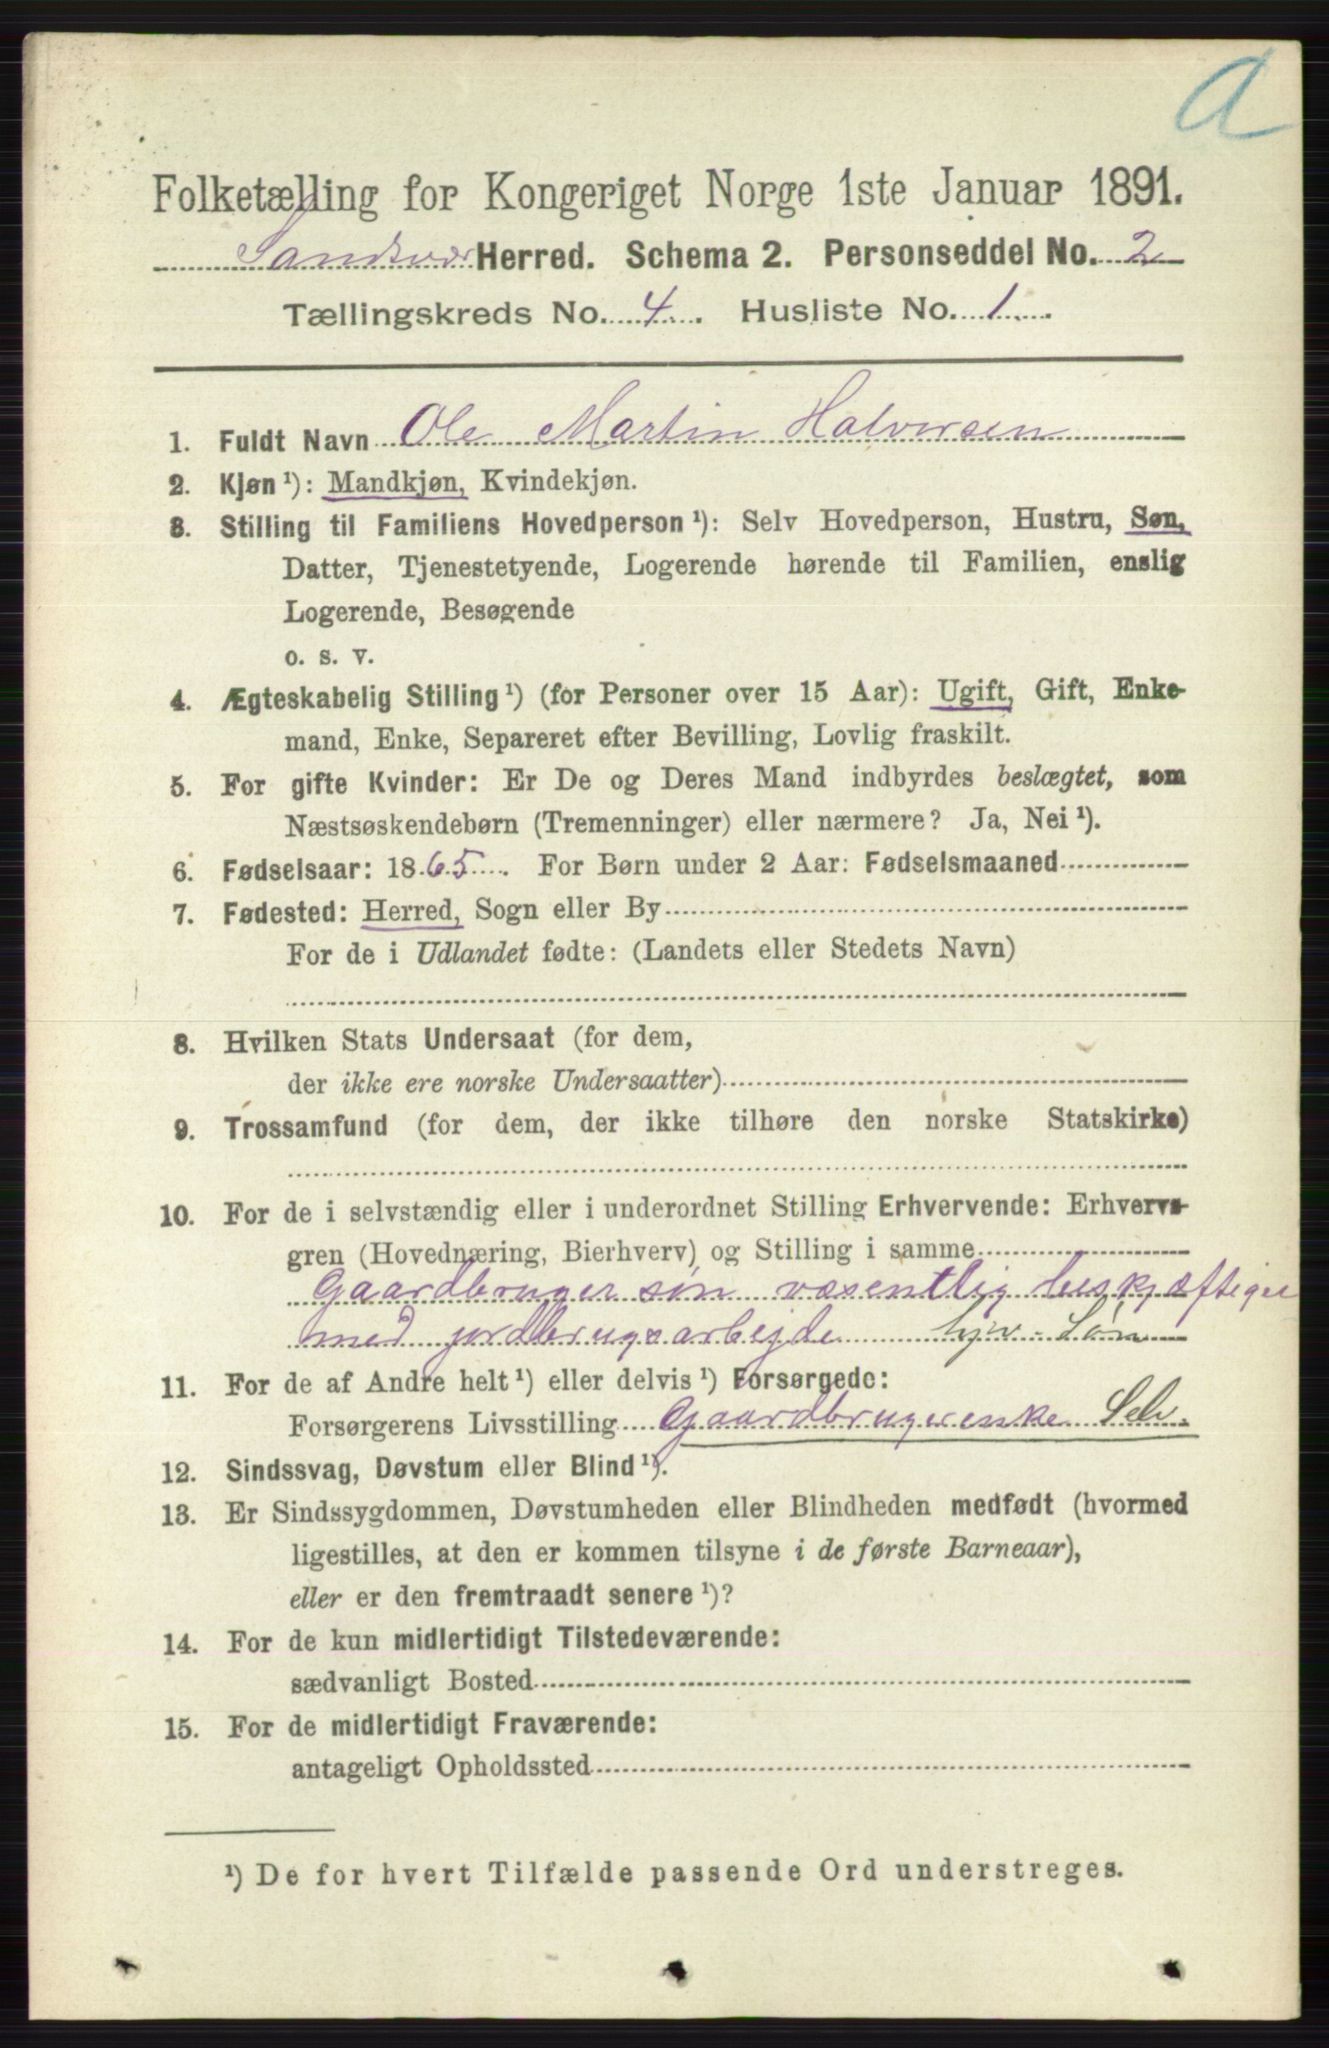 A
Folketælling for Kongeriget Norge 1ste Januar 1891.
Sandsvær Herred. Schema 2. Personseddel No. 2
Tællingskreds No. 4. Husliste No. 1.
1. Fuldt Navn Ole Martin Halvorsen
2. Kjøn ¹): Mandkjøn, Kvindekjøn.
3. Stilling til Familiens Hovedperson ¹): Selv Hovedperson, Hustru, Søn,
Datter, Tjenestetyende, Logerende hørende til Familien, enslig
Logerende, Besøgende
o. s. v.
4. Ægteskabelig Stilling ¹) (for Personer over 15 Aar): Ugift, Gift, Enke-
mand, Enke, Separeret efter Bevilling, Lovlig fraskilt.
5. For gifte Kvinder: Er De og Deres Mand indbyrdes beslægtet, som
Næstsøskendebørn (Tremenninger) eller nærmere? Ja, Nei ¹).
6. Fødselsaar: 1865. For Børn under 2 Aar: Fødselsmaaned
7. Fødested: Herred, Sogn eller By
For de i Udlandet fødte: (Landets eller Stedets Navn)
8. Hvilken Stats Undersaat (for dem,
der ikke ere norske Undersaatter)
9. Trossamfund (for dem, der ikke tilhøre den norske Statskirke)
10. For de i selvstændig eller i underordnet Stilling Erhvervende: Erhvervs-
gren (Hovednæring, Bierhverv) og Stilling i samme
Gaardbruger søn væsentlig beskjæftiget
med jordbrugsarbejde hjv. Søn
11. For de af Andre helt ¹) eller delvis ¹) Forsørgede:
Forsørgerens Livsstilling Gaardbrugerenke Selv.
12. Sindssvag, Døvstum eller Blind ¹).
13. Er Sindssygdommen, Døvstumheden eller Blindheden medfødt (hvormed
ligestilles, at den er kommen tilsyne i de første Barneaar),
eller er den fremtraadt senere ¹)?
14. For de kun midlertidigt Tilstedeværende:
sædvanligt Bosted
15. For de midlertidigt Fraværende:
antageligt Opholdssted
¹) De for hvert Tilfælde passende Ord understreges.